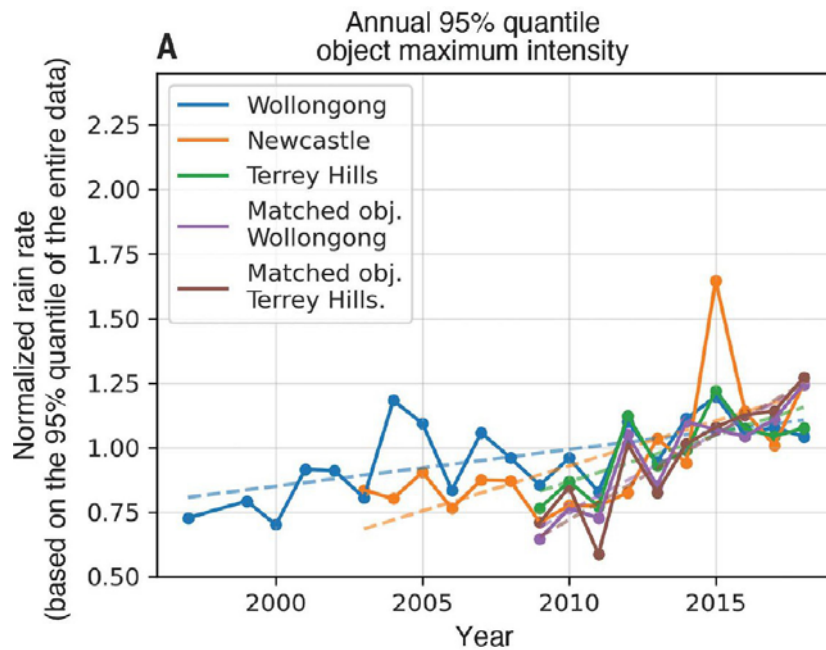 A
Annual 95% quantile
object maximum intensity
Normalized rain rate
(based on the 95% quantile of the entire data)
2.25
2.00
1.75
1.50
1.25
1.00
0.75
0.50
Wollongong
Newcastle
Terrey Hills
Matched obj.
Wollongong
Matched obj.
Terrey Hills.
2000
2005
2010
2015
Year